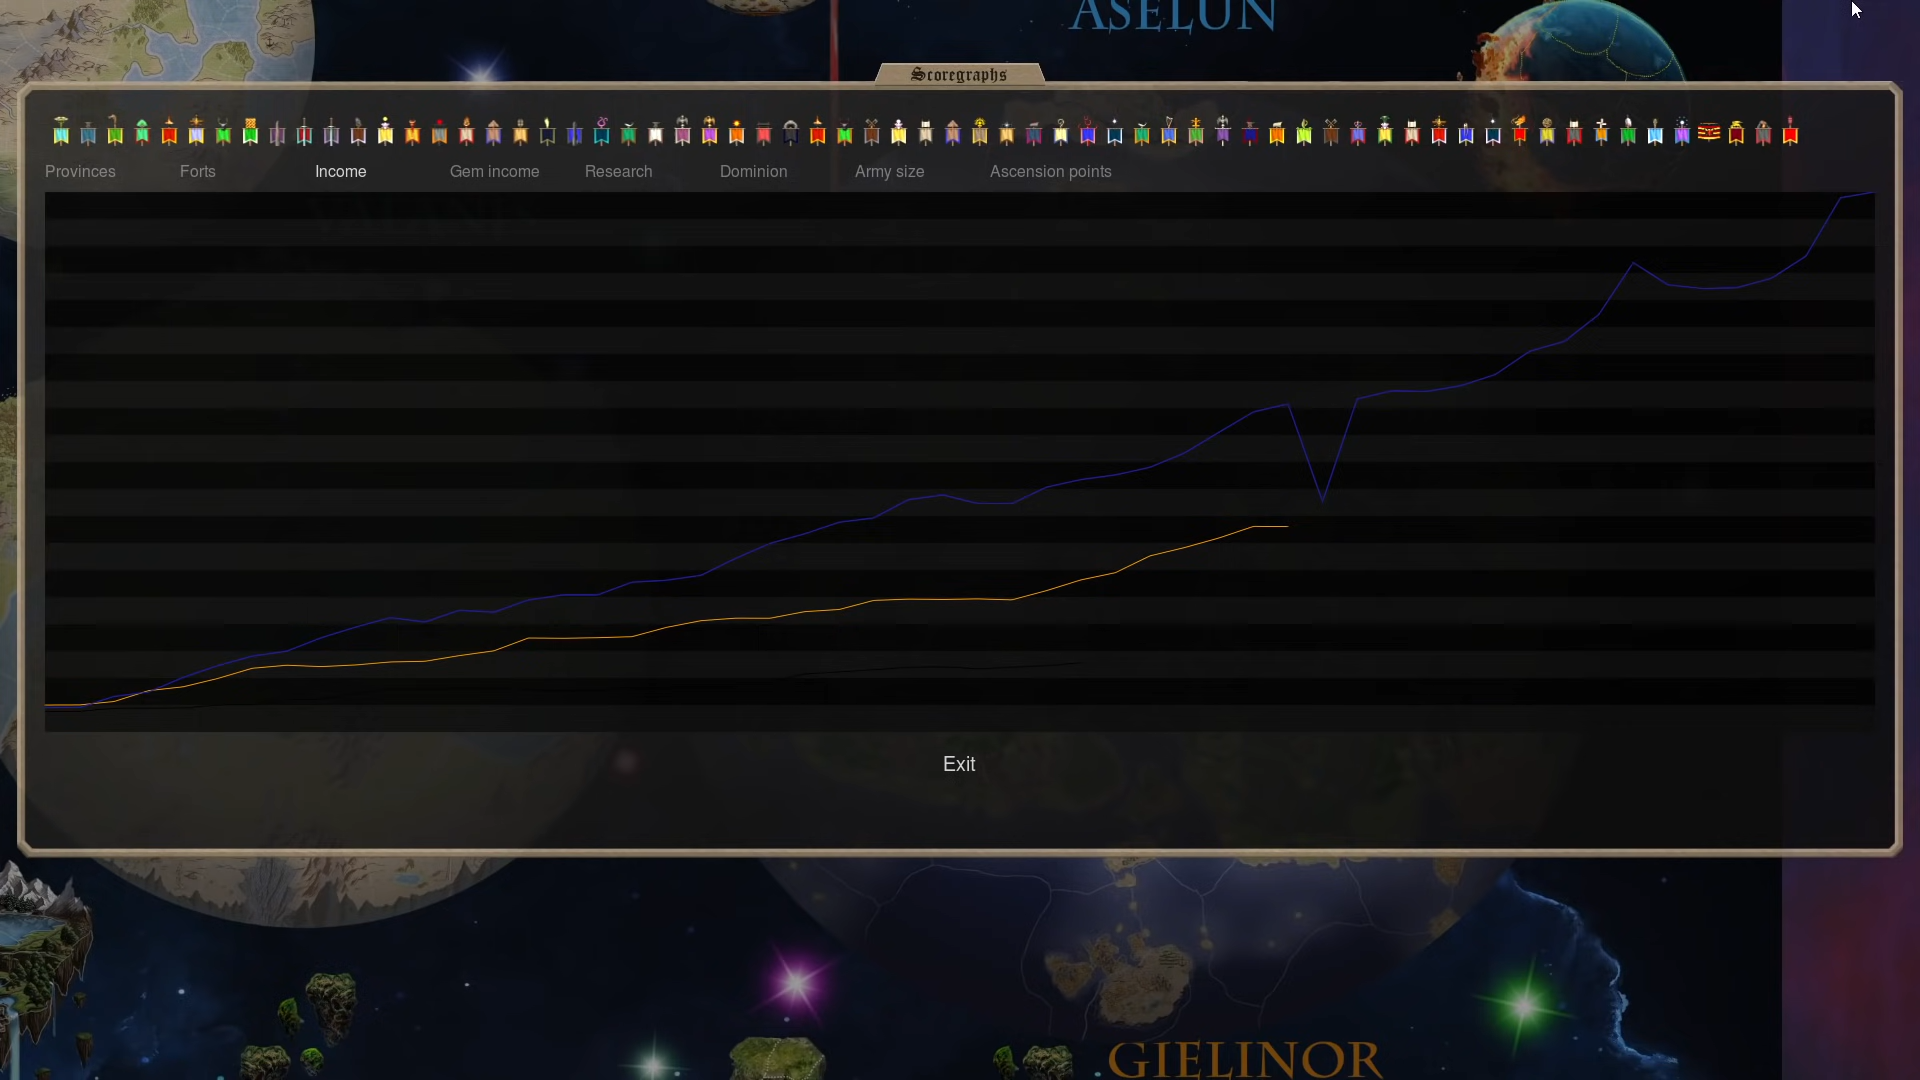 ASELUN
Scoregraphs
Provinces Forts Income Gem income Research Dominion Army size Ascension points
Exit
GIELINOR